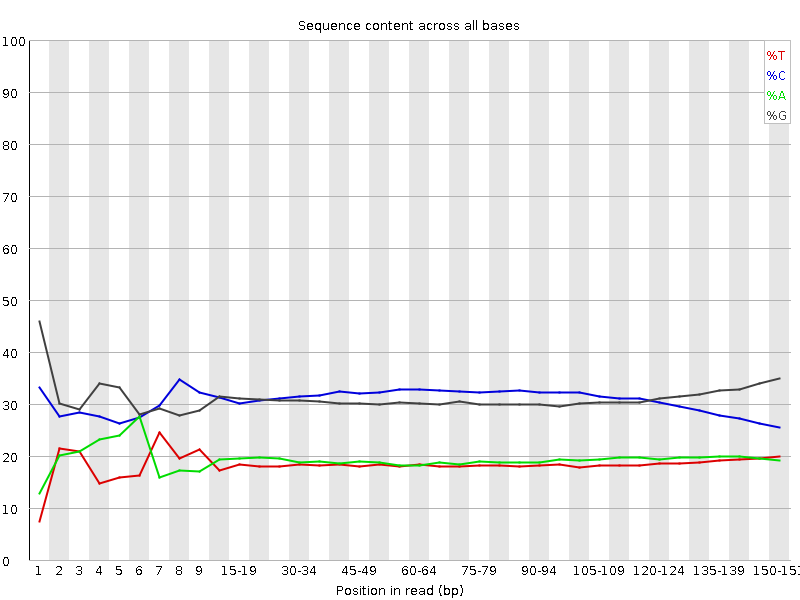 Sequence content across all bases
100
90
80
70
60
50
40
30
20
10
0
%T
%C
%A
%G
1 2 3 4 5 6 7 8 9 15-19 30-34 45-49 60-64 75-79 90-94 105-109 120-124 135-139 150-151
Position in read (bp)